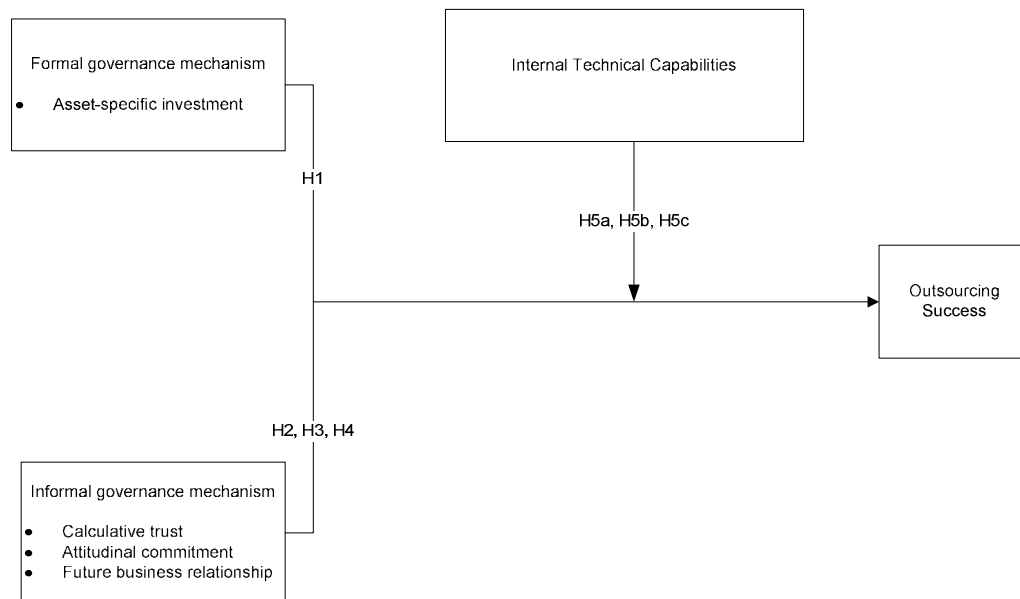 Formal governance mechanism
● Asset-specific investment
Internal Technical Capabilities
H1
H5a, H5b, H5c
Outsourcing
Success
H2, H3, H4
Informal governance mechanism
● Calculative trust
● Attitudinal commitment
● Future business relationship